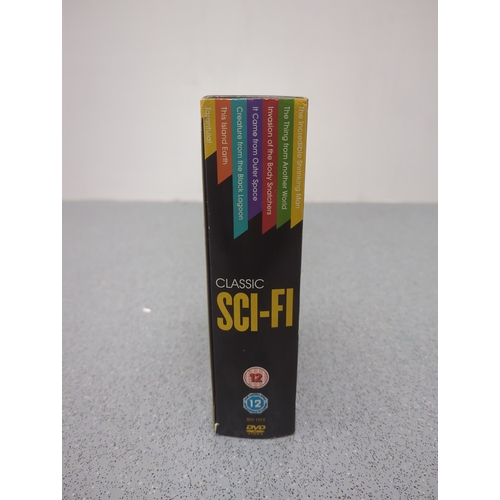 Tarantula!
This Island Earth
Creature from the Black Lagoon
It Came from Outer Space
Invasion of the Body Snatchers
The Thing from Another World
The Incredible Shrinking Man
CLASSIC
SCI-FI
12
12
DVD